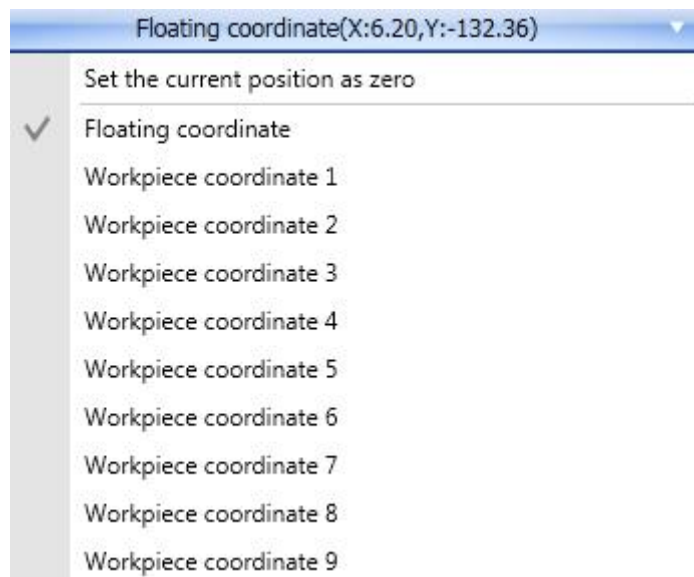 Floating coordinate(X:6.20,Y:-132.36)
Set the current position as zero
Floating coordinate
Workpiece coordinate 1
Workpiece coordinate 2
Workpiece coordinate 3
Workpiece coordinate 4
Workpiece coordinate 5
Workpiece coordinate 6
Workpiece coordinate 7
Workpiece coordinate 8
Workpiece coordinate 9